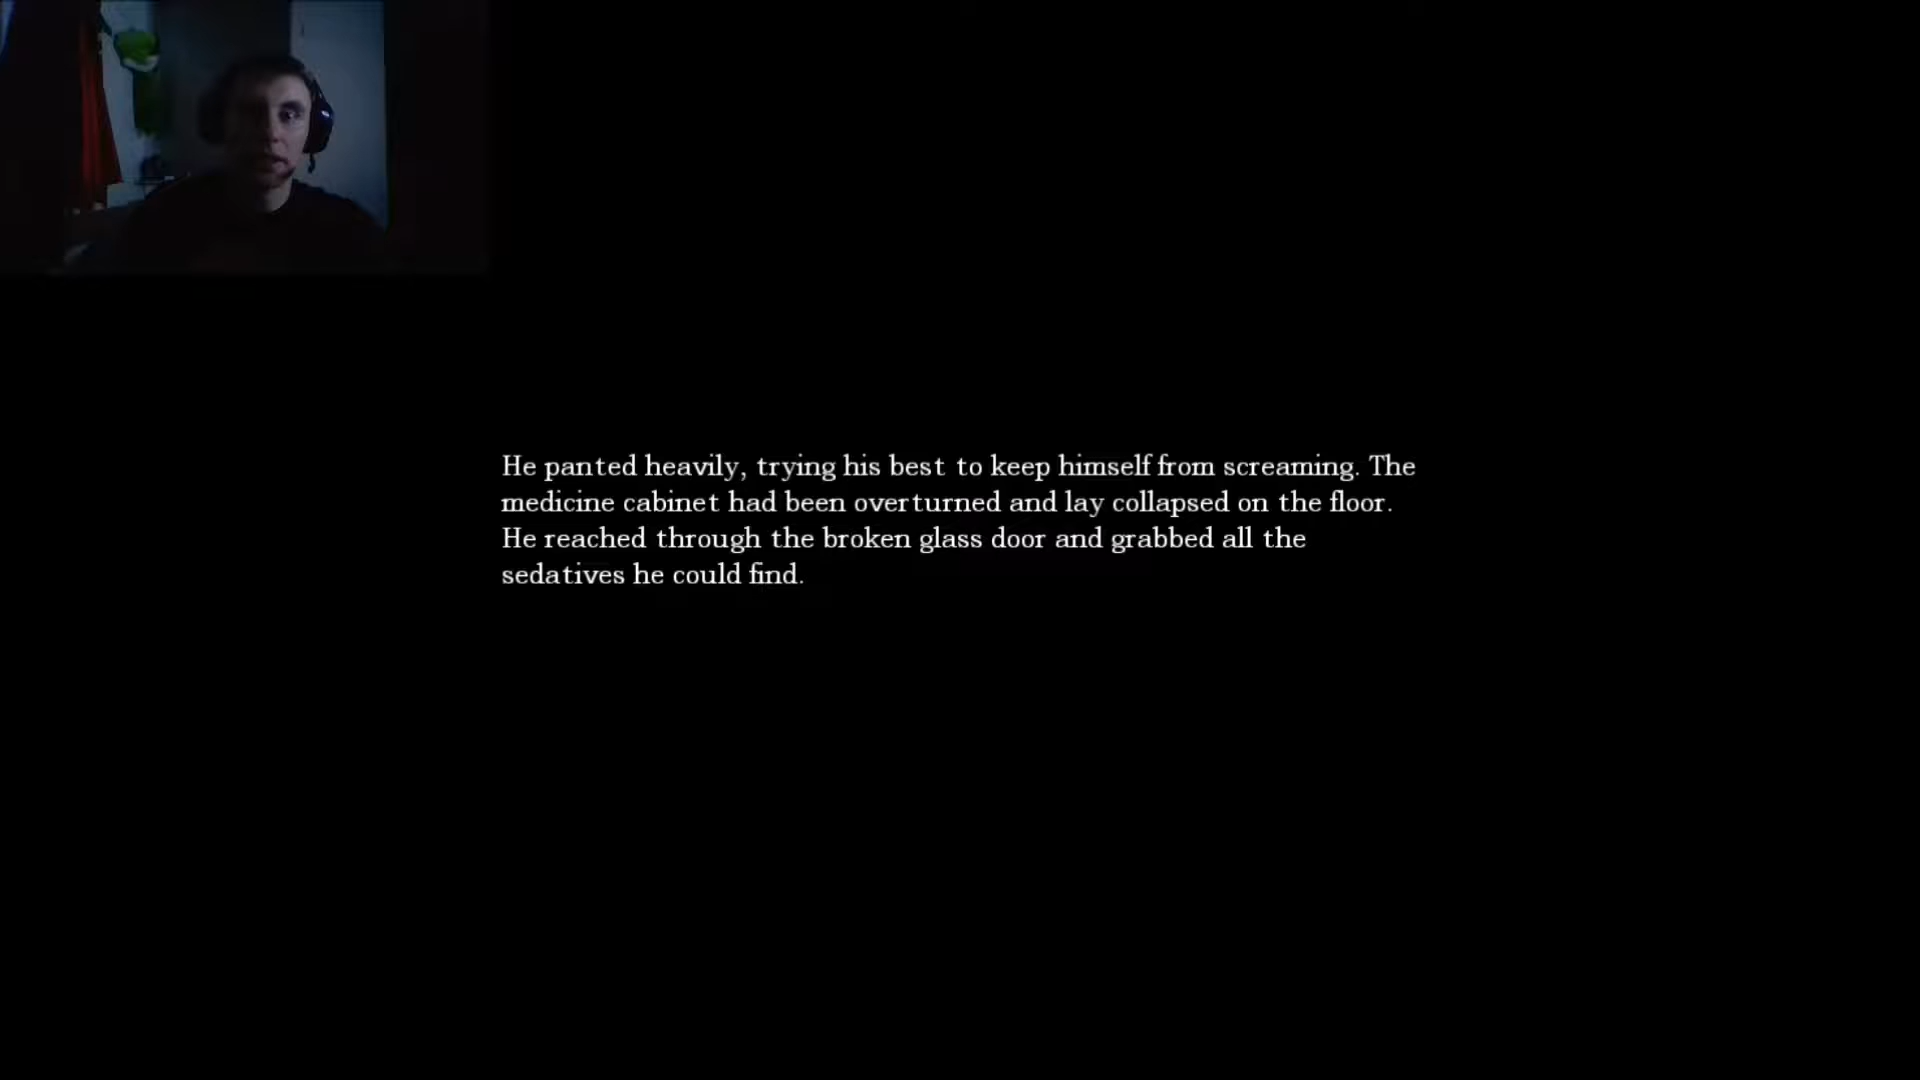 He panted heavily, trying his best to keep himself from screaming. The
medicine cabinet had been overturned and lay collapsed on the floor.
He reached through the broken glass door and grabbed all the
sedatives he could find.